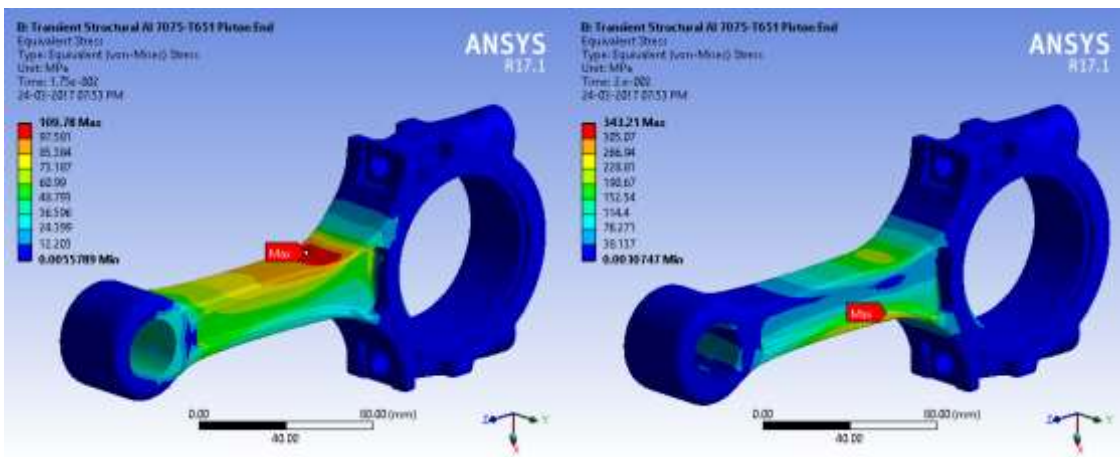 B: Transient Structural Al 7075-T651 Piston End
Equivalent Stress
Type: Equivalent (von-Mises) Stress
Unit: MPa
Time: 1.75e-002
24-03-2017 07:53 PM
ANSYS
R17.1
109.78 Max
97.581
85.384
73.187
60.99
48.793
36.596
24.399
12.203
0.0055789 Min
Max
0.00
80.00 (mm)
40.00
Z
Y
X
B: Transient Structural Al 7075-T651 Piston End
Equivalent Stress
Type: Equivalent (von-Mises) Stress
Unit: MPa
Time: 2.e-002
24-03-2017 07:53 PM
ANSYS
R17.1
343.21 Max
305.07
266.94
228.81
190.67
152.54
114.4
76.271
38.137
0.0030747 Min
Max
0.00
80.00 (mm)
40.00
Z
Y
X